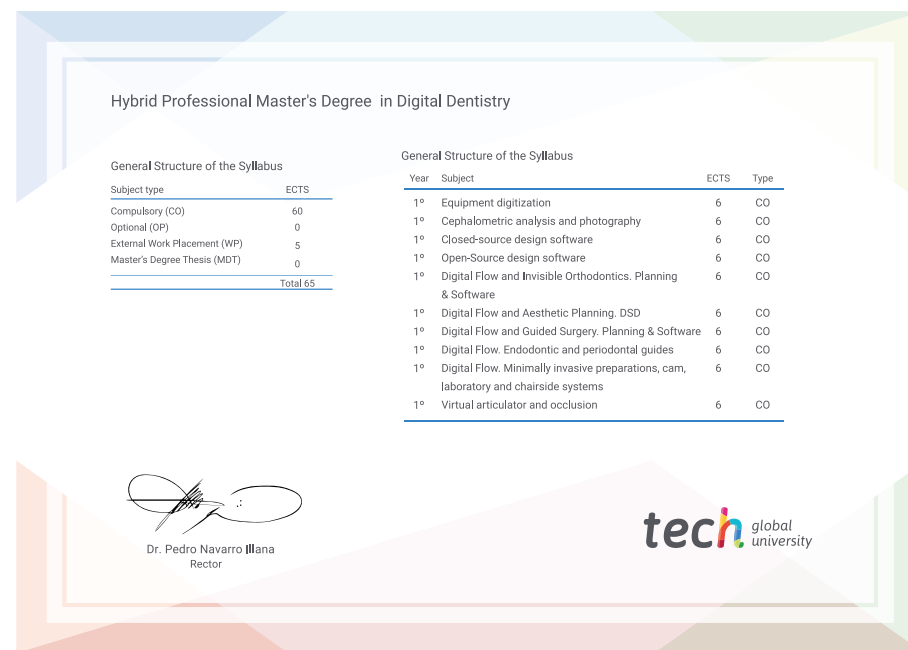 Hybrid Professional Master's Degree in Digital Dentistry
General Structure of the Syllabus
Subject type ECTS
Compulsory (CO) 60
Optional (OP) 0
External Work Placement (WP) 5
Master's Degree Thesis (MDT) 0
Total 65
General Structure of the Syllabus
Year Subject ECTS Type
1º Equipment digitization 6 CO
1º Cephalometric analysis and photography 6 CO
1º Closed-source design software 6 CO
1º Open-Source design software 6 CO
1º Digital Flow and Invisible Orthodontics. Planning 6 CO
& Software
1º Digital Flow and Aesthetic Planning. DSD 6 CO
1º Digital Flow and Guided Surgery. Planning & Software 6 CO
1º Digital Flow. Endodontic and periodontal guides 6 CO
1º Digital Flow. Minimally invasive preparations, cam, 6 CO
laboratory and chairside systems
1º Virtual articulator and occlusion 6 CO
Dr. Pedro Navarro Illana
Rector
tech global
university